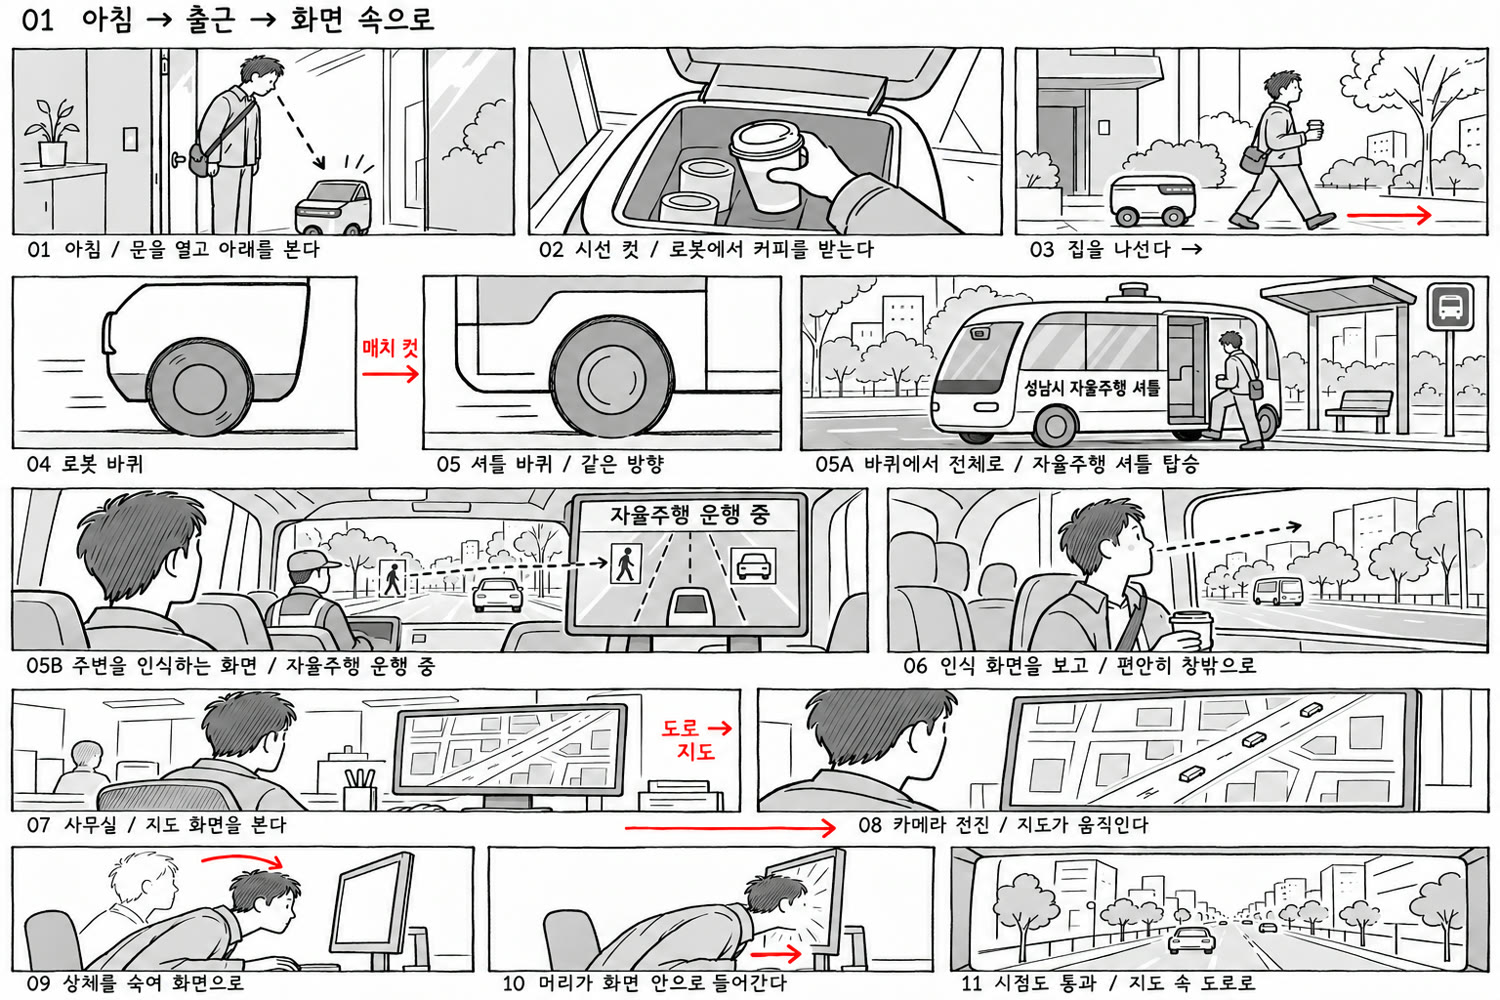 01 아침 → 출근 → 화면 속으로
01 아침 / 문을 열고 아래를 본다
02 시선 컷 / 로봇에서 커피를 받는다
03 집을 나선다 →
매치 컷
성남시 자율주행 셔틀
04 로봇 바퀴
05 셔틀 바퀴 / 같은 방향
05A 바퀴에서 전체로 / 자율주행 셔틀 탑승
자율주행 운행 중
05B 주변을 인식하는 화면 / 자율주행 운행 중
06 인식 화면을 보고 / 편안히 창밖으로
도로 →
지도
07 사무실 / 지도 화면을 본다
08 카메라 전진 / 지도가 움직인다
09 상체를 숙여 화면으로
10 머리가 화면 안으로 들어간다
11 시점도 통과 / 지도 속 도로로